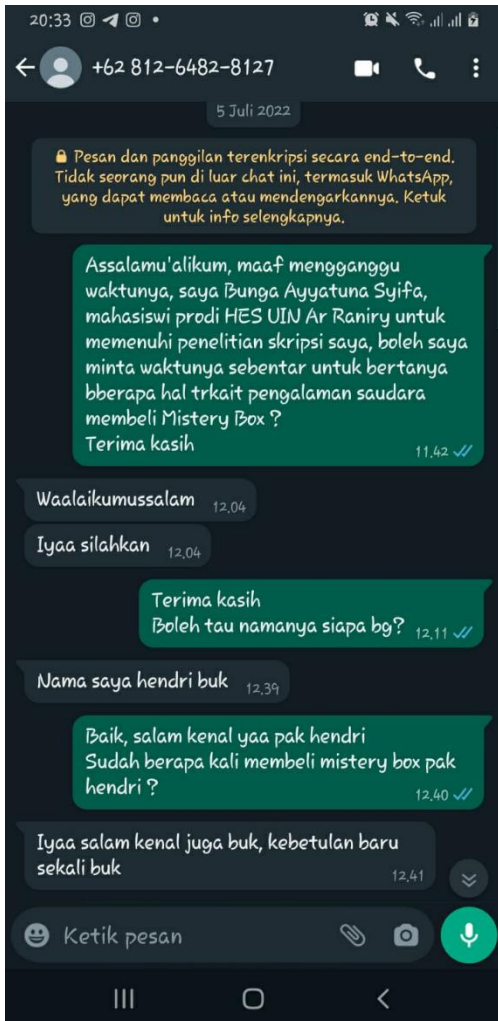 20:33
+62 812-6482-8127
5 Juli 2022
Pesan dan panggilan terenkripsi secara end-to-end.
Tidak seorang pun di luar chat ini, termasuk WhatsApp,
yang dapat membaca atau mendengarkannya. Ketuk
untuk info selengkapnya.
Assalamu'alikum, maaf mengganggu
waktunya, saya Bunga Ayyatuna Syifa,
mahasiswi prodi HES UIN Ar Raniry untuk
memenuhi penelitian skripsi saya, boleh saya
minta waktunya sebentar untuk bertanya
bberapa hal trkait pengalaman saudara
membeli Mistery Box ?
Terima kasih
11.42
Waalaikumussalam 12.04
Iyaa silahkan 12.04
Terima kasih
Boleh tau namanya siapa bg? 12.11
Nama saya hendri buk 12.39
Baik, salam kenal yaa pak hendri
Sudah berapa kali membeli mistery box pak
hendri ?
12.40
Iyaa salam kenal juga buk, kebetulan baru
sekali buk
12.41
Ketik pesan